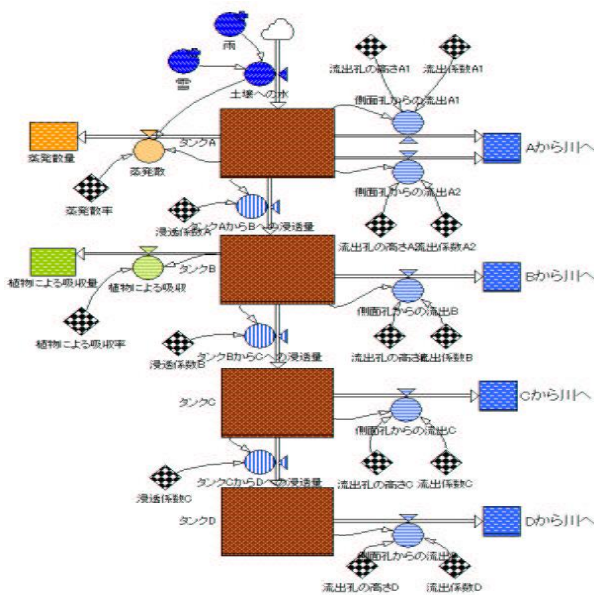 雨
雪
土壌への水
流出孔の高さA1
流出係数A1
側面孔からの流出A1
タンクA
Aから川へ
蒸発散量
蒸発散
側面孔からの流出A2
蒸発散率
浸透係数A
タンクAからBへの浸透量
流出孔の高さA2
流出係数A2
タンクB
Bから川へ
植物による吸収量
植物による吸収
側面孔からの流出B
植物による吸収率
浸透係数B
タンクBからCへの浸透量
流出孔の高さB
流出係数B
タンクC
Cから川へ
側面孔からの流出C
浸透係数C
タンクCからDへの浸透量
流出孔の高さC
流出係数C
タンクD
Dから川へ
側面孔からの流出
流出孔の高さD
流出係数D